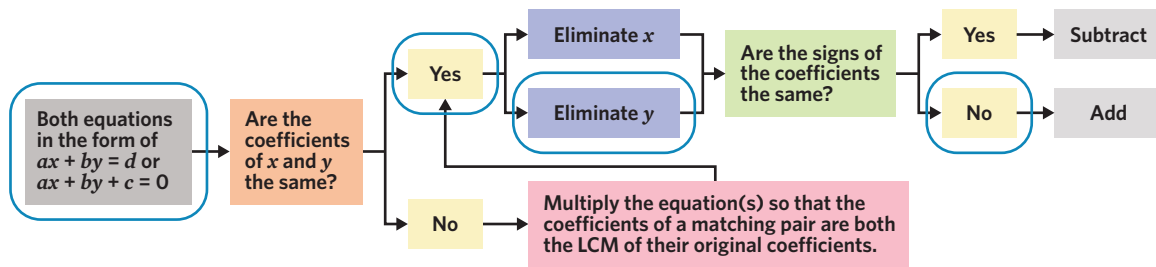 Both equations
in the form of
ax + by = d or
ax + by + c = 0
Are the
coefficients
of x and y
the same?
Yes
No
Eliminate x
Eliminate y
Multiply the equation(s) so that the
coefficients of a matching pair are both
the LCM of their original coefficients.
Are the signs of
the coefficients
the same?
Yes
Subtract
No
Add